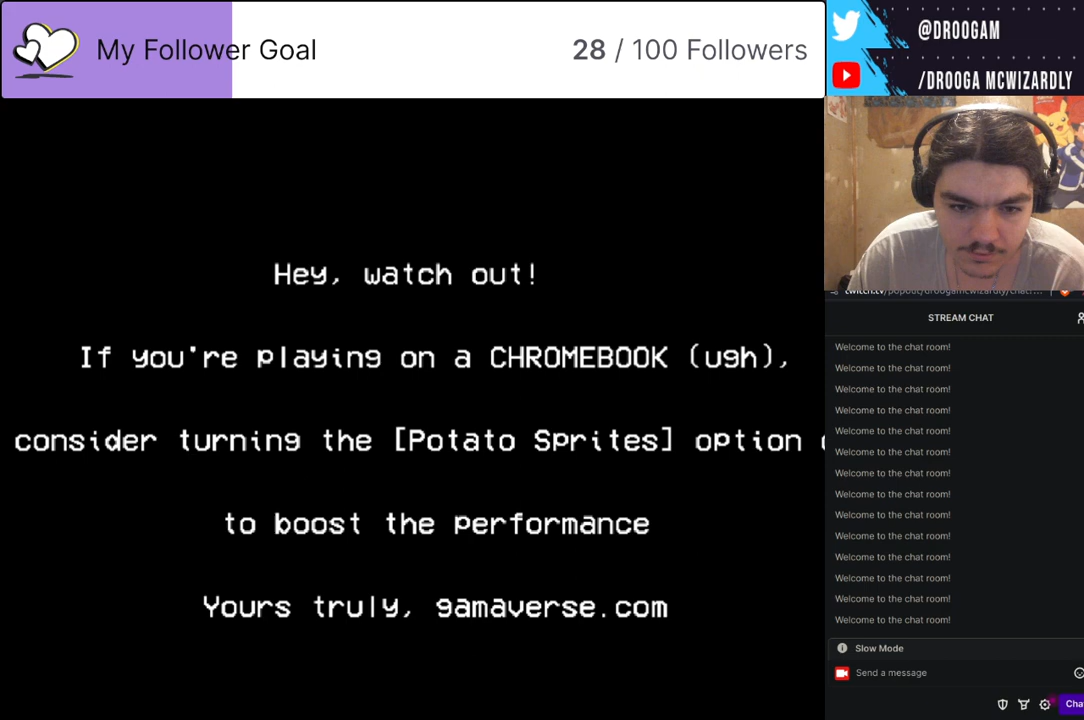 My Follower Goal
28 / 100 Followers
@DROOGAM
/DROOGA MCWIZARDLY
Hey, watch out!
If you're playing on a CHROMEBOOK (ugh),
consider turning the [Potato Sprites] option
to boost the performance
Yours truly, gamaverse.com
STREAM CHAT
Welcome to the chat room!
Welcome to the chat room!
Welcome to the chat room!
Welcome to the chat room!
Welcome to the chat room!
Welcome to the chat room!
Welcome to the chat room!
Welcome to the chat room!
Welcome to the chat room!
Welcome to the chat room!
Welcome to the chat room!
Welcome to the chat room!
Welcome to the chat room!
Welcome to the chat room!
Slow Mode
Send a message
Cha